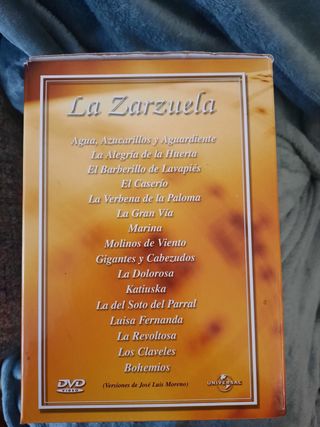 La Zarzuela
Agua, Azucarillos y Aguardiente
La Alegría de la Huerta
El Barberillo de Lavapiés
El Caserío
La Verbena de la Paloma
La Gran Vía
Marina
Molinos de Viento
Gigantes y Cabezudos
La Dolorosa
Katiuska
La del Soto del Parral
Luisa Fernanda
La Revoltosa
Los Claveles
Bohemios
(Versiones de José Luis Moreno)
DVD
VIDEO
UNIVERSAL